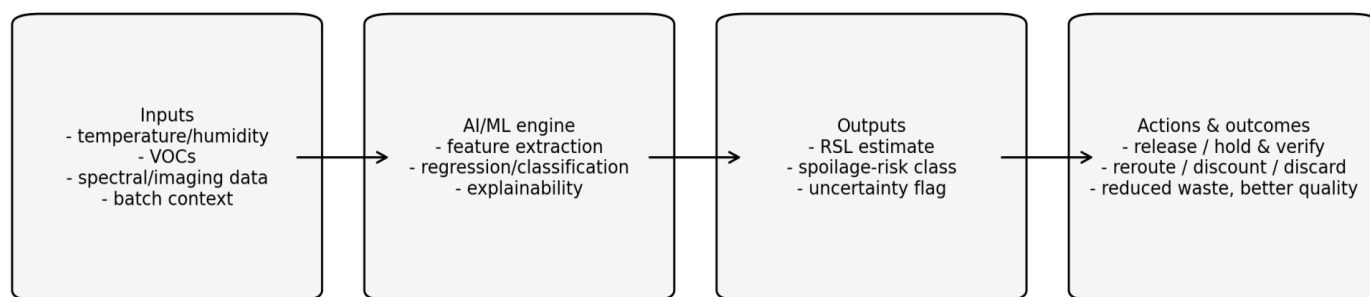 Inputs
- temperature/humidity
- VOCs
- spectral/imaging data
- batch context
AI/ML engine
- feature extraction
- regression/classification
- explainability
Outputs
- RSL estimate
- spoilage-risk class
- uncertainty flag
Actions & outcomes
- release / hold & verify
- reroute / discount / discard
- reduced waste, better quality